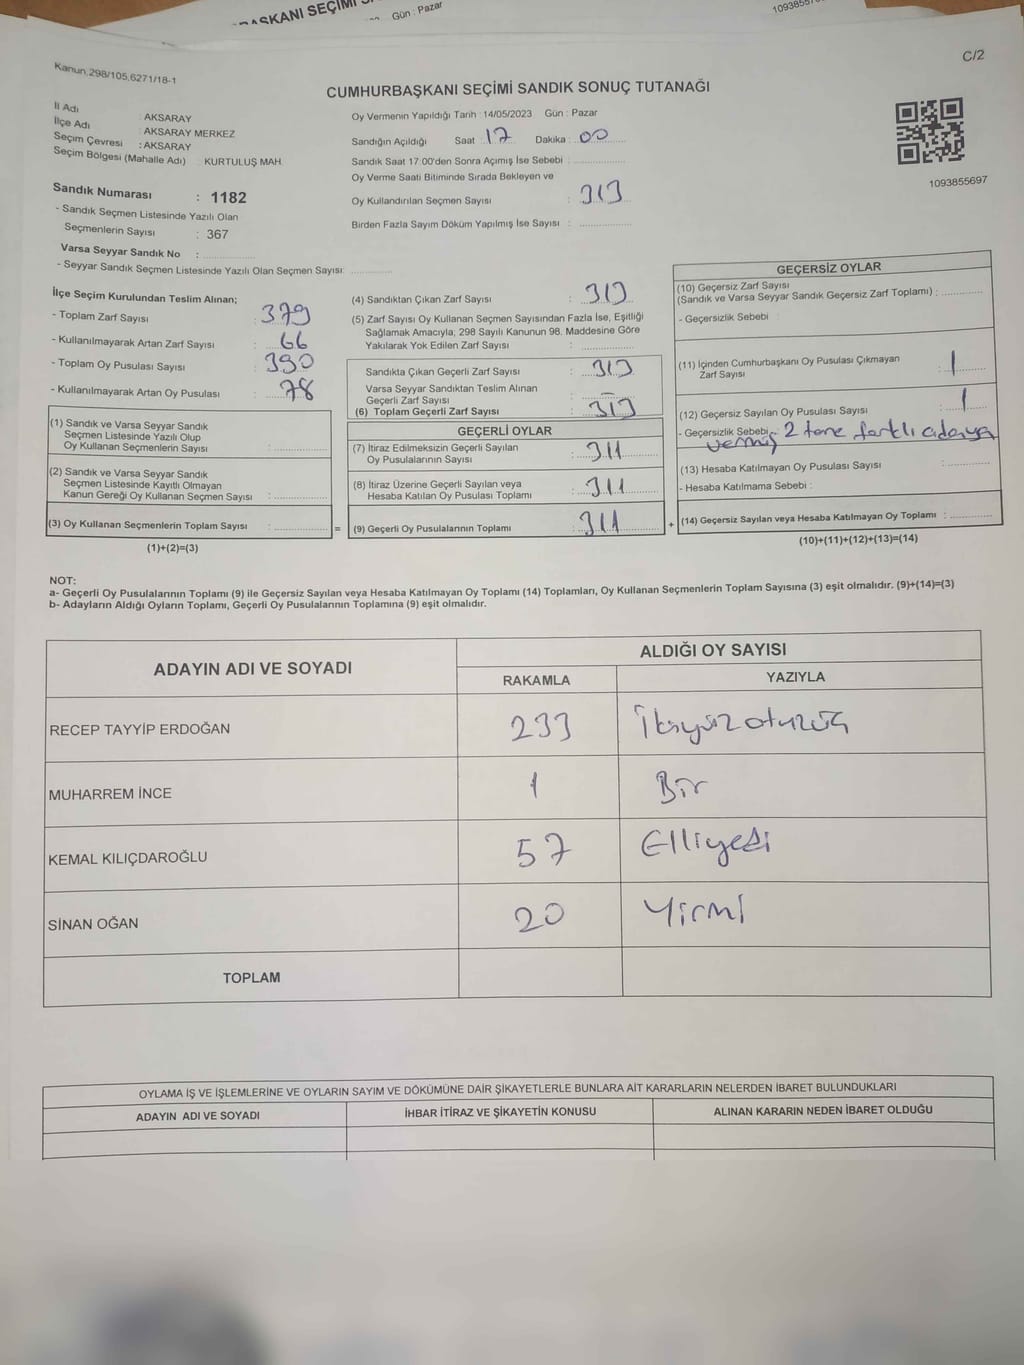 BAŞKANI SEÇİMİ
Gün : Pazar
Kanun,298/105,6271/18-1
C/2
CUMHURBAŞKANI SEÇİMİ SANDIK SONUÇ TUTANAĞI
İl Adı : AKSARAY
İlçe Adı : AKSARAY MERKEZ
Seçim Çevresi : AKSARAY
Seçim Bölgesi (Mahalle Adı) KURTULUŞ MAH.
Sandık Numarası : 1182
- Sandık Seçmen Listesinde Yazılı Olan
Seçmenlerin Sayısı : 367
Varsa Seyyar Sandık No :
- Seyyar Sandık Seçmen Listesinde Yazılı Olan Seçmen Sayısı:
Oy Vermenin Yapıldığı Tarih : 14/05/2023 Gün : Pazar
Sandığın Açıldığı Saat : 17 Dakika : 00
Sandık Saat 17:00'den Sonra Açımış İse Sebebi :
Oy Verme Saati Bitiminde Sırada Bekleyen ve
Oy Kullandırılan Seçmen Sayısı : 313
Birden Fazla Sayım Döküm Yapılmış İse Sayısı :
1093855697
İlçe Seçim Kurulundan Teslim Alınan;
- Toplam Zarf Sayısı : 379
- Kullanılmayarak Artan Zarf Sayısı : 66
- Toplam Oy Pusulası Sayısı : 390
- Kullanılmayarak Artan Oy Pusulası : 78
(1) Sandık ve Varsa Seyyar Sandık
Seçmen Listesinde Yazılı Olup
Oy Kullanan Seçmenlerin Sayısı :
(2) Sandık ve Varsa Seyyar Sandık
Seçmen Listesinde Kayıtlı Olmayan
Kanun Gereği Oy Kullanan Seçmen Sayısı :
(3) Oy Kullanan Seçmenlerin Toplam Sayısı : =
(1)+(2)=(3)
(4) Sandıktan Çıkan Zarf Sayısı : 313
(5) Zarf Sayısı Oy Kullanan Seçmen Sayısından Fazla İse, Eşitliği
Sağlamak Amacıyla, 298 Sayılı Kanunun 98. Maddesine Göre
Yakılarak Yok Edilen Zarf Sayısı :
Sandıkta Çıkan Geçerli Zarf Sayısı : 313
Varsa Seyyar Sandıktan Teslim Alınan
Geçerli Zarf Sayısı : -
(6) Toplam Geçerli Zarf Sayısı : 313
GEÇERLİ OYLAR
(7) İtiraz Edilmeksizin Geçerli Sayılan
Oy Pusulalarının Sayısı : 311
(8) İtiraz Üzerine Geçerli Sayılan veya
Hesaba Katılan Oy Pusulası Toplamı : 311
(9) Geçerli Oy Pusulalarının Toplamı : 311 +
GEÇERSİZ OYLAR
(10) Geçersiz Zarf Sayısı
(Sandık ve Varsa Seyyar Sandık Geçersiz Zarf Toplamı) :
- Geçersizlik Sebebi :
(11) İçinden Cumhurbaşkanı Oy Pusulası Çıkmayan
Zarf Sayısı : 1
(12) Geçersiz Sayılan Oy Pusulası Sayısı : 1
- Geçersizlik Sebebi : 2 tane farklı adaya
vermiş
(13) Hesaba Katılmayan Oy Pusulası Sayısı :
- Hesaba Katılmama Sebebi :
(14) Geçersiz Sayılan veya Hesaba Katılmayan Oy Toplamı :
(10)+(11)+(12)+(13)=(14)
NOT:
a- Geçerli Oy Pusulalarının Toplamı (9) ile Geçersiz Sayılan veya Hesaba Katılmayan Oy Toplamı (14) Toplamları, Oy Kullanan Seçmenlerin Toplam Sayısına (3) eşit olmalıdır. (9)+(14)=(3)
b- Adayların Aldığı Oyların Toplamı, Geçerli Oy Pusulalarının Toplamına (9) eşit olmalıdır.
ADAYIN ADI VE SOYADI
ALDIĞI OY SAYISI
RAKAMLA YAZIYLA
RECEP TAYYİP ERDOĞAN 233 İkiyüzotuzüç
MUHARREM İNCE 1 Bir
KEMAL KILIÇDAROĞLU 57 Elliyedi
SİNAN OĞAN 20 Yirmi
TOPLAM
OYLAMA İŞ VE İŞLEMLERİNE VE OYLARIN SAYIM VE DÖKÜMÜNE DAİR ŞİKAYETLERLE BUNLARA AİT KARARLARIN NELERDEN İBARET BULUNDUKLARI
ADAYIN ADI VE SOYADI İHBAR İTİRAZ VE ŞİKAYETİN KONUSU ALINAN KARARIN NEDEN İBARET OLDUĞU